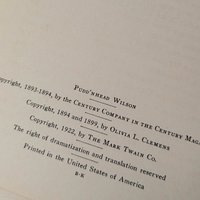 PUDD'NHEAD WILSON
opyright, 1893-1894, by the CENTURY COMPANY IN THE CENTURY MAGA
Copyright, 1894 and 1899, by OLIVIA L. CLEMENS
Copyright, 1922, by THE MARK TWAIN CO.
The right of dramatization and translation reserved
Printed in the United States of America
B-K